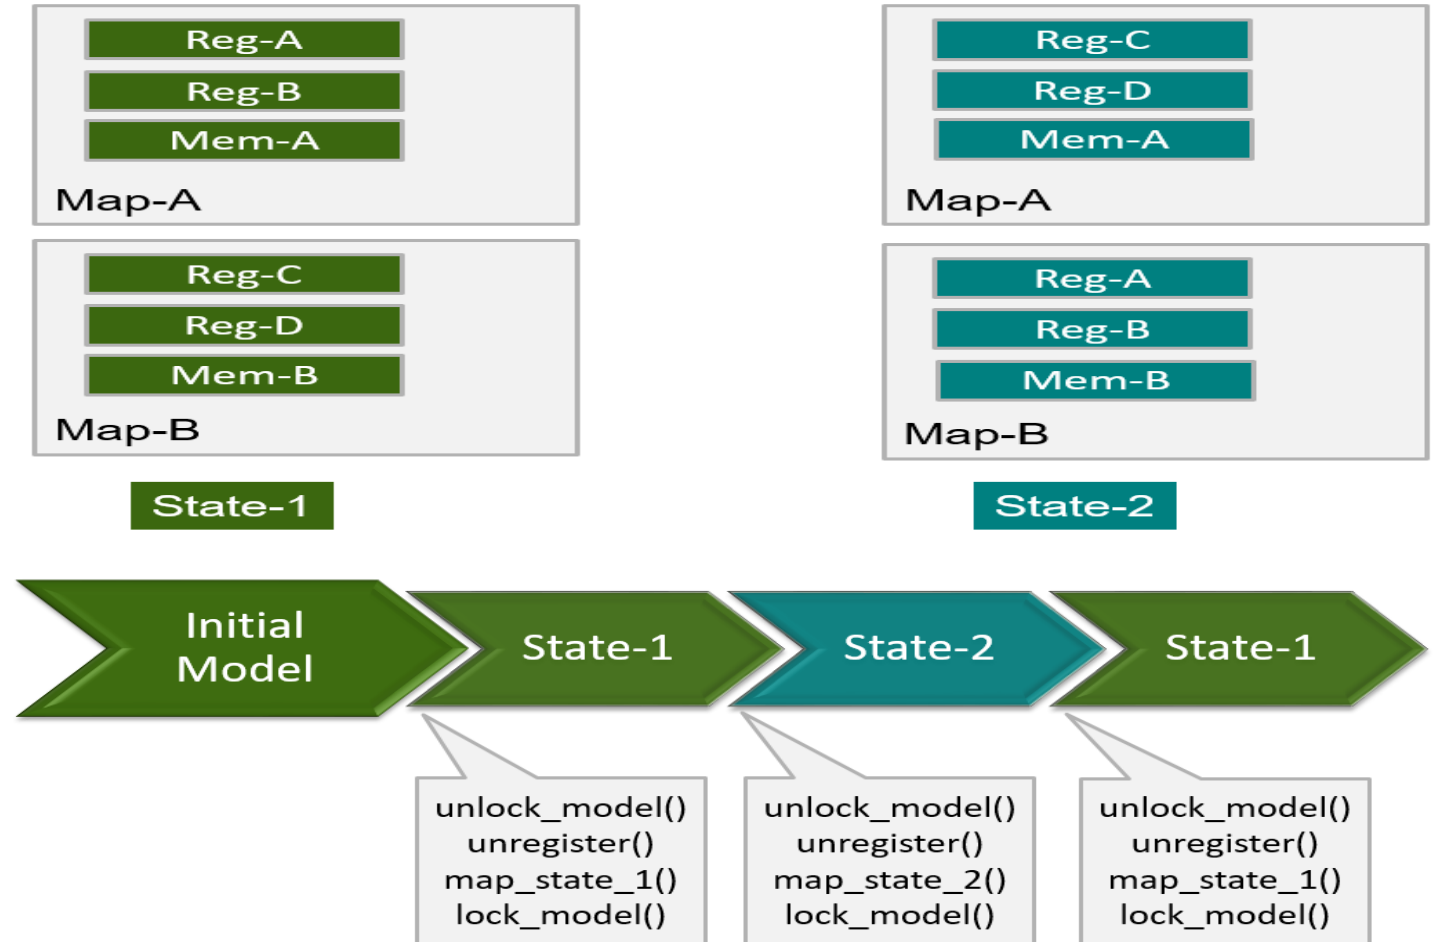 Reg-A
Reg-B
Mem-A
Map-A
Reg-C
Reg-D
Mem-B
Map-B
State-1
Reg-C
Reg-D
Mem-A
Map-A
Reg-A
Reg-B
Mem-B
Map-B
State-2
Initial
Model
State-1
State-2
State-1
unlock_model()
unregister()
map_state_1()
lock_model()
unlock_model()
unregister()
map_state_2()
lock_model()
unlock_model()
unregister()
map_state_1()
lock_model()